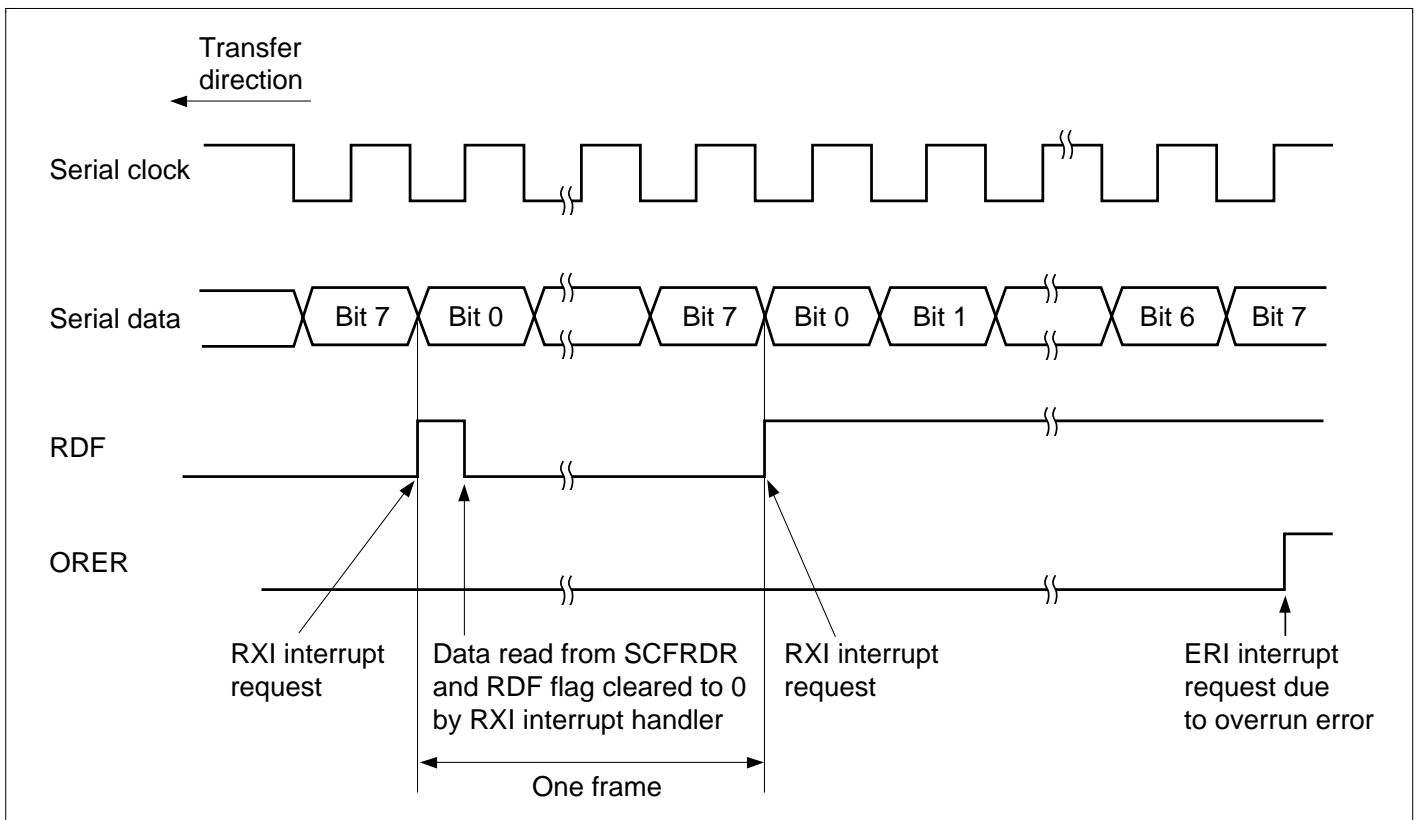 Transfer
direction
Serial clock
Serial data
Bit 7
Bit 0
Bit 7
Bit 0
Bit 1
Bit 6
Bit 7
RDF
ORER
RXI interrupt
request
Data read from SCFRDR
and RDF flag cleared to 0
by RXI interrupt handler
RXI interrupt
request
ERI interrupt
request due
to overrun error
One frame